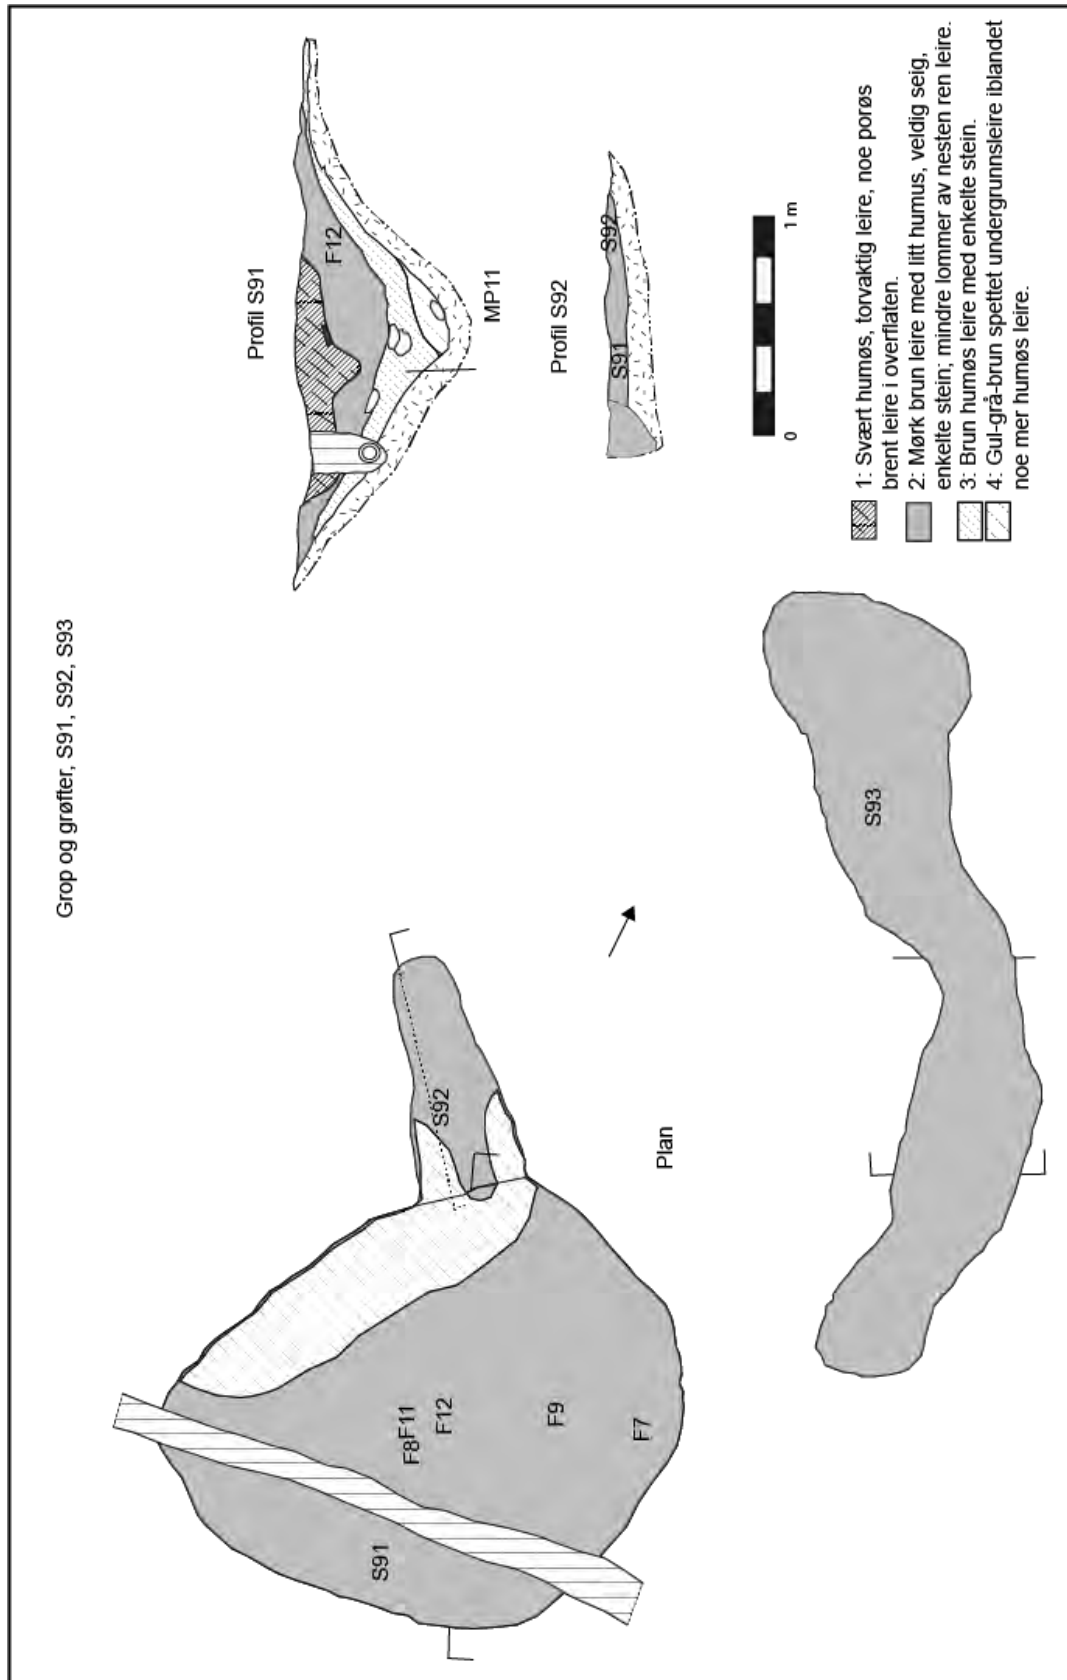 Grop og grøfter, S91, S92, S93
Profil S91
F12
MP11
Profil S92
S91
S92
0
1 m
1: Svært humøs, torvaktig leire, noe porøs
brent leire i overflaten.
2: Mørk brun leire med litt humus, veldig seig,
enkelte stein; mindre lommer av nesten ren leire.
3: Brun humøs leire med enkelte stein.
4: Gul-grå-brun spettet undergrunnsleire iblandet
noe mer humøs leire.
S91
F8
F11
F12
F9
F7
S92
Plan
S93